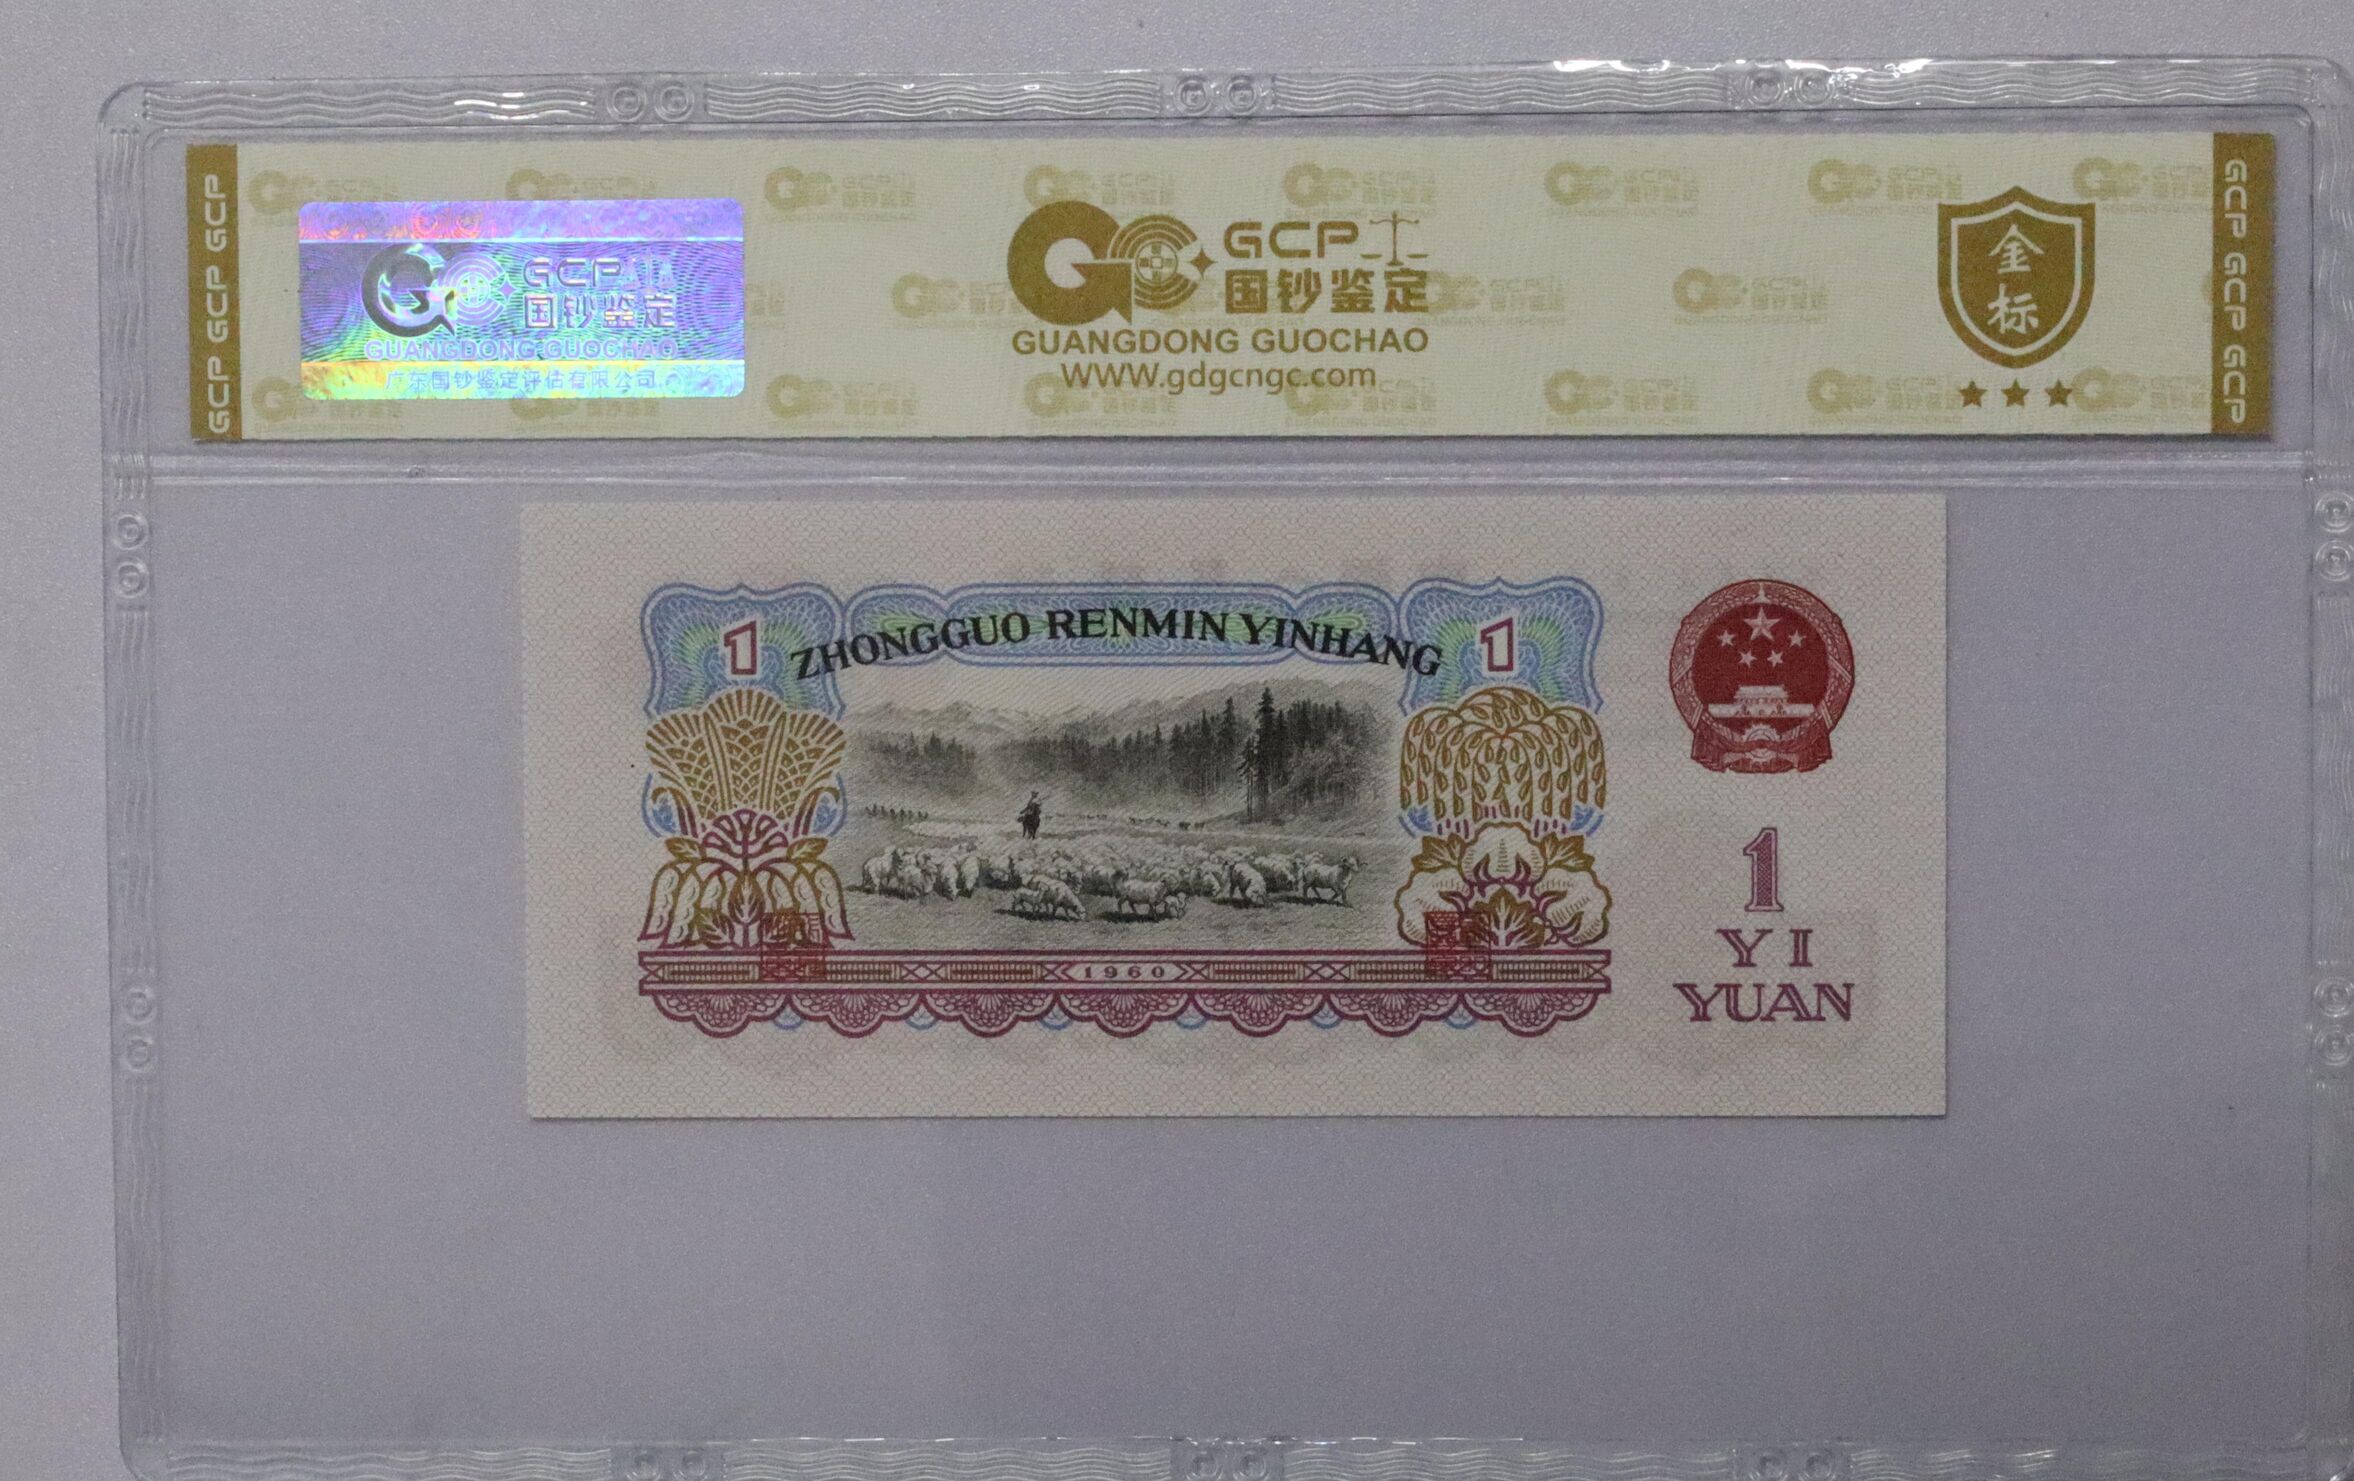 GCP GCP GCP
GCP
国钞鉴定
GUANGDONG GUOCHAO
广东国钞鉴定评估有限公司
GCP
国钞鉴定
GUANGDONG GUOCHAO
www.gdgcngc.com
金
标
GCP GCP GCP
1
ZHONGGUO RENMIN YINHANG
1
1960
1
YI
YUAN